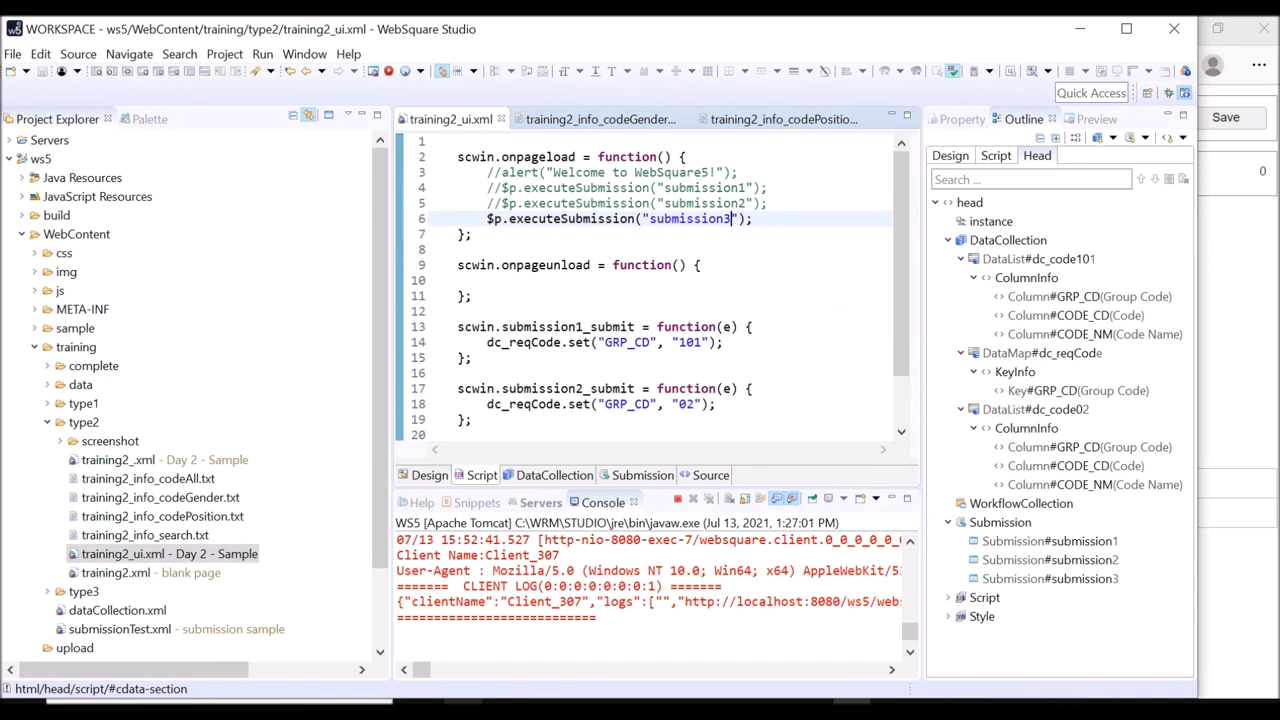 WORKSPACE - ws5/WebContent/training/type2/training2_ui.xml - WebSquare Studio
File Edit Source Navigate Search Project Run Window Help
Quick Access
Project Explorer Palette
Servers
ws5
Java Resources
JavaScript Resources
build
WebContent
css
img
js
META-INF
sample
training
complete
data
type1
type2
screenshot
training2_.xml - Day 2 - Sample
training2_info_codeAll.txt
training2_info_codeGender.txt
training2_info_codePosition.txt
training2_info_search.txt
training2_ui.xml - Day 2 - Sample
training2.xml - blank page
type3
dataCollection.xml
submissionTest.xml - submission sample
upload
html/head/script/#cdata-section
training2_ui.xml training2_info_codeGender... training2_info_codePositio...
1
2 scwin.onpageload = function() {
3 //alert("Welcome to WebSquare5!");
4 //$p.executeSubmission("submission1");
5 //$p.executeSubmission("submission2");
6 $p.executeSubmission("submission3");
7 };
8
9 scwin.onpageunload = function() {
10
11 };
12
13 scwin.submission1_submit = function(e) {
14 dc_reqCode.set("GRP_CD", "101");
15 };
16
17 scwin.submission2_submit = function(e) {
18 dc_reqCode.set("GRP_CD", "02");
19 };
20
Design Script DataCollection Submission Source
Help Snippets Servers Console
WS5 [Apache Tomcat] C:\WRM\STUDIO\jre\bin\javaw.exe (Jul 13, 2021, 1:27:01 PM)
07/13 15:52:41.527 [http-nio-8080-exec-7/websquare.client.0_0_0_0_0_
Client Name:Client_307
User-Agent : Mozilla/5.0 (Windows NT 10.0; Win64; x64) AppleWebKit/53
======= CLIENT LOG(0:0:0:0:0:0:0:1) =======
{"clientName":"Client_307","logs":["","http://localhost:8080/ws5/webs
==========================
Property Outline Preview
Design Script Head
Search ...
head
instance
DataCollection
DataList#dc_code101
ColumnInfo
Column#GRP_CD(Group Code)
Column#CODE_CD(Code)
Column#CODE_NM(Code Name)
DataMap#dc_reqCode
KeyInfo
Key#GRP_CD(Group Code)
DataList#dc_code02
ColumnInfo
Column#GRP_CD(Group Code)
Column#CODE_CD(Code)
Column#CODE_NM(Code Name)
WorkflowCollection
Submission
Submission#submission1
Submission#submission2
Submission#submission3
Script
Style
Save
0